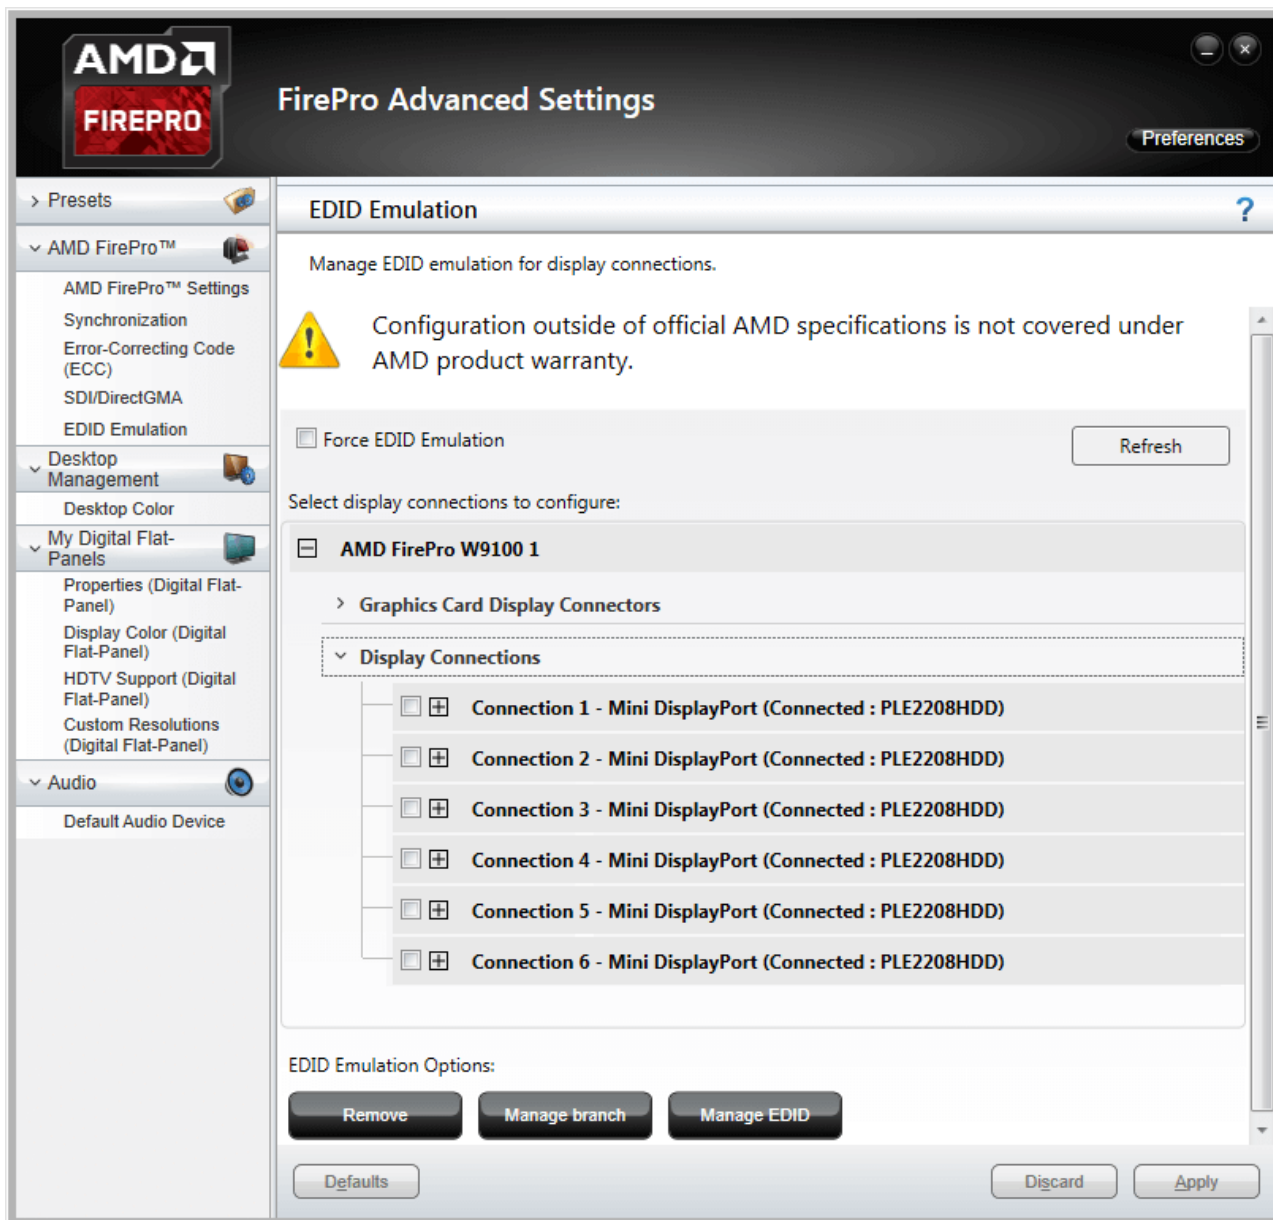 AMD
FIREPRO
FirePro Advanced Settings
Preferences
Presets
AMD FirePro™
AMD FirePro™ Settings
Synchronization
Error-Correcting Code
(ECC)
SDI/DirectGMA
EDID Emulation
Desktop
Management
Desktop Color
My Digital Flat-
Panels
Properties (Digital Flat-
Panel)
Display Color (Digital
Flat-Panel)
HDTV Support (Digital
Flat-Panel)
Custom Resolutions
(Digital Flat-Panel)
Audio
Default Audio Device
EDID Emulation
?
Manage EDID emulation for display connections.
Configuration outside of official AMD specifications is not covered under
AMD product warranty.
Force EDID Emulation
Refresh
Select display connections to configure:
AMD FirePro W9100 1
Graphics Card Display Connectors
Display Connections
Connection 1 - Mini DisplayPort (Connected : PLE2208HDD)
Connection 2 - Mini DisplayPort (Connected : PLE2208HDD)
Connection 3 - Mini DisplayPort (Connected : PLE2208HDD)
Connection 4 - Mini DisplayPort (Connected : PLE2208HDD)
Connection 5 - Mini DisplayPort (Connected : PLE2208HDD)
Connection 6 - Mini DisplayPort (Connected : PLE2208HDD)
EDID Emulation Options:
Remove
Manage branch
Manage EDID
Defaults
Discard
Apply